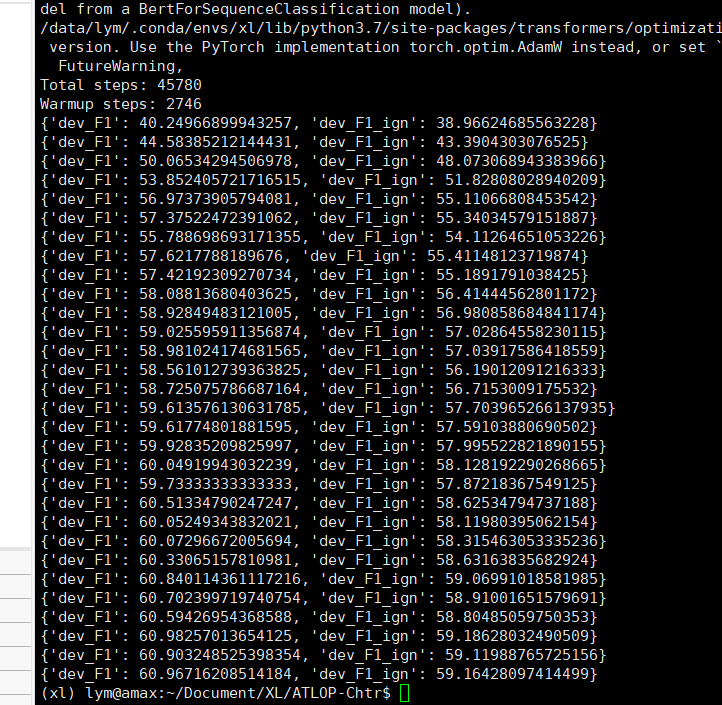 del from a BertForSequenceClassification model).
/data/lym/.conda/envs/xl/lib/python3.7/site-packages/transformers/optimizati
version. Use the PyTorch implementation torch.optim.AdamW instead, or set `
FutureWarning,
Total steps: 45780
Warmup steps: 2746
{'dev_F1': 40.24966899943257, 'dev_F1_ign': 38.96624685563228}
{'dev_F1': 44.58385212144431, 'dev_F1_ign': 43.3904303076525}
{'dev_F1': 50.06534294506978, 'dev_F1_ign': 48.073068943383966}
{'dev_F1': 53.852405721716515, 'dev_F1_ign': 51.82808028940209}
{'dev_F1': 56.97373905794081, 'dev_F1_ign': 55.11066808453542}
{'dev_F1': 57.37522472391062, 'dev_F1_ign': 55.34034579151887}
{'dev_F1': 55.788698693171355, 'dev_F1_ign': 54.11264651053226}
{'dev_F1': 57.6217788189676, 'dev_F1_ign': 55.41148123719874}
{'dev_F1': 57.42192309270734, 'dev_F1_ign': 55.1891791038425}
{'dev_F1': 58.08813680403625, 'dev_F1_ign': 56.41444562801172}
{'dev_F1': 58.92849483121005, 'dev_F1_ign': 56.980858684841174}
{'dev_F1': 59.025595911356874, 'dev_F1_ign': 57.02864558230115}
{'dev_F1': 58.981024174681565, 'dev_F1_ign': 57.03917586418559}
{'dev_F1': 58.561012739363825, 'dev_F1_ign': 56.19012091216333}
{'dev_F1': 58.725075786687164, 'dev_F1_ign': 56.7153009175532}
{'dev_F1': 59.613576130631785, 'dev_F1_ign': 57.703965266137935}
{'dev_F1': 59.61774801881595, 'dev_F1_ign': 57.59103880690502}
{'dev_F1': 59.92835209825997, 'dev_F1_ign': 57.995522821890155}
{'dev_F1': 60.04919943032239, 'dev_F1_ign': 58.128192290268665}
{'dev_F1': 59.73333333333333, 'dev_F1_ign': 57.87218367549125}
{'dev_F1': 60.51334790247247, 'dev_F1_ign': 58.62534794737188}
{'dev_F1': 60.05249343832021, 'dev_F1_ign': 58.11980395062154}
{'dev_F1': 60.07296672005694, 'dev_F1_ign': 58.315463053335236}
{'dev_F1': 60.33065157810981, 'dev_F1_ign': 58.63163835682924}
{'dev_F1': 60.840114361117216, 'dev_F1_ign': 59.06991018581985}
{'dev_F1': 60.702399719740754, 'dev_F1_ign': 58.91001651579691}
{'dev_F1': 60.59426954368588, 'dev_F1_ign': 58.80485059750353}
{'dev_F1': 60.98257013654125, 'dev_F1_ign': 59.18628032490509}
{'dev_F1': 60.903248525398354, 'dev_F1_ign': 59.11988765725156}
{'dev_F1': 60.96716208514184, 'dev_F1_ign': 59.16428097414499}
(xl) lym@amax:~/Document/XL/ATLOP-Chtr$